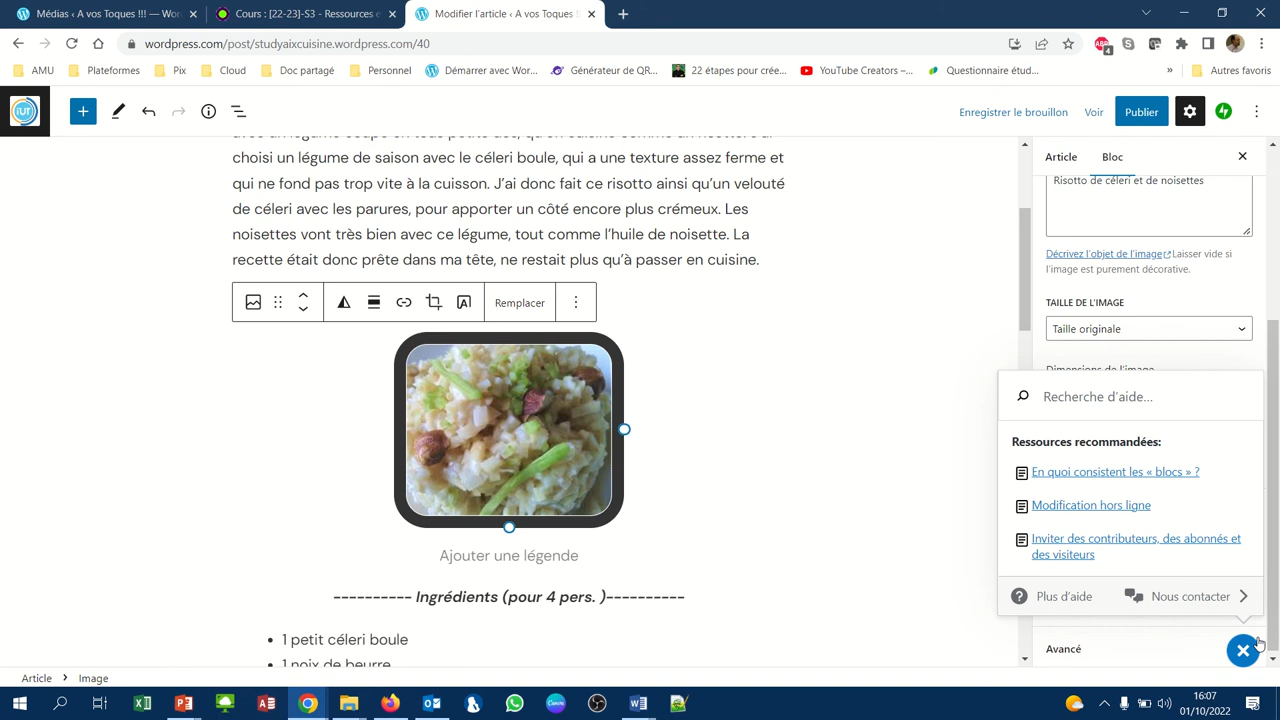 Médias ‹ A vos Toques !!! — Wor
Cours : [22-23]-S3 - Ressources e
Modifier l'article ‹ A vos Toques !
wordpress.com/post/studyaixcuisine.wordpress.com/40
4
AMU
Plateformes
Pix
Cloud
Doc partagé
Personnel
Démarrer avec Wor...
Générateur de QR...
22 étapes pour crée...
YouTube Creators –...
Questionnaire étud...
»
Autres favoris
iUT
Enregistrer le brouillon
Voir
Publier
choisi un légume de saison avec le céleri boule, qui a une texture assez ferme et
qui ne fond pas trop vite à la cuisson. J'ai donc fait ce risotto ainsi qu'un velouté
de céleri avec les parures, pour apporter un côté encore plus crémeux. Les
noisettes vont très bien avec ce légume, tout comme l'huile de noisette. La
recette était donc prête dans ma tête, ne restait plus qu'à passer en cuisine.
Remplacer
Ajouter une légende
---------- Ingrédients (pour 4 pers. )----------
• 1 petit céleri boule
• 1 noix de beurre
Article
Bloc
Risotto de céleri et de noisettes
Décrivez l'objet de l'image Laisser vide si
l'image est purement décorative.
TAILLE DE L'IMAGE
Taille originale
Dimensions de l'image
Recherche d'aide...
Ressources recommandées:
En quoi consistent les « blocs » ?
Modification hors ligne
Inviter des contributeurs, des abonnés et
des visiteurs
Plus d'aide
Nous contacter
Avancé
Article
Image
16:07
01/10/2022